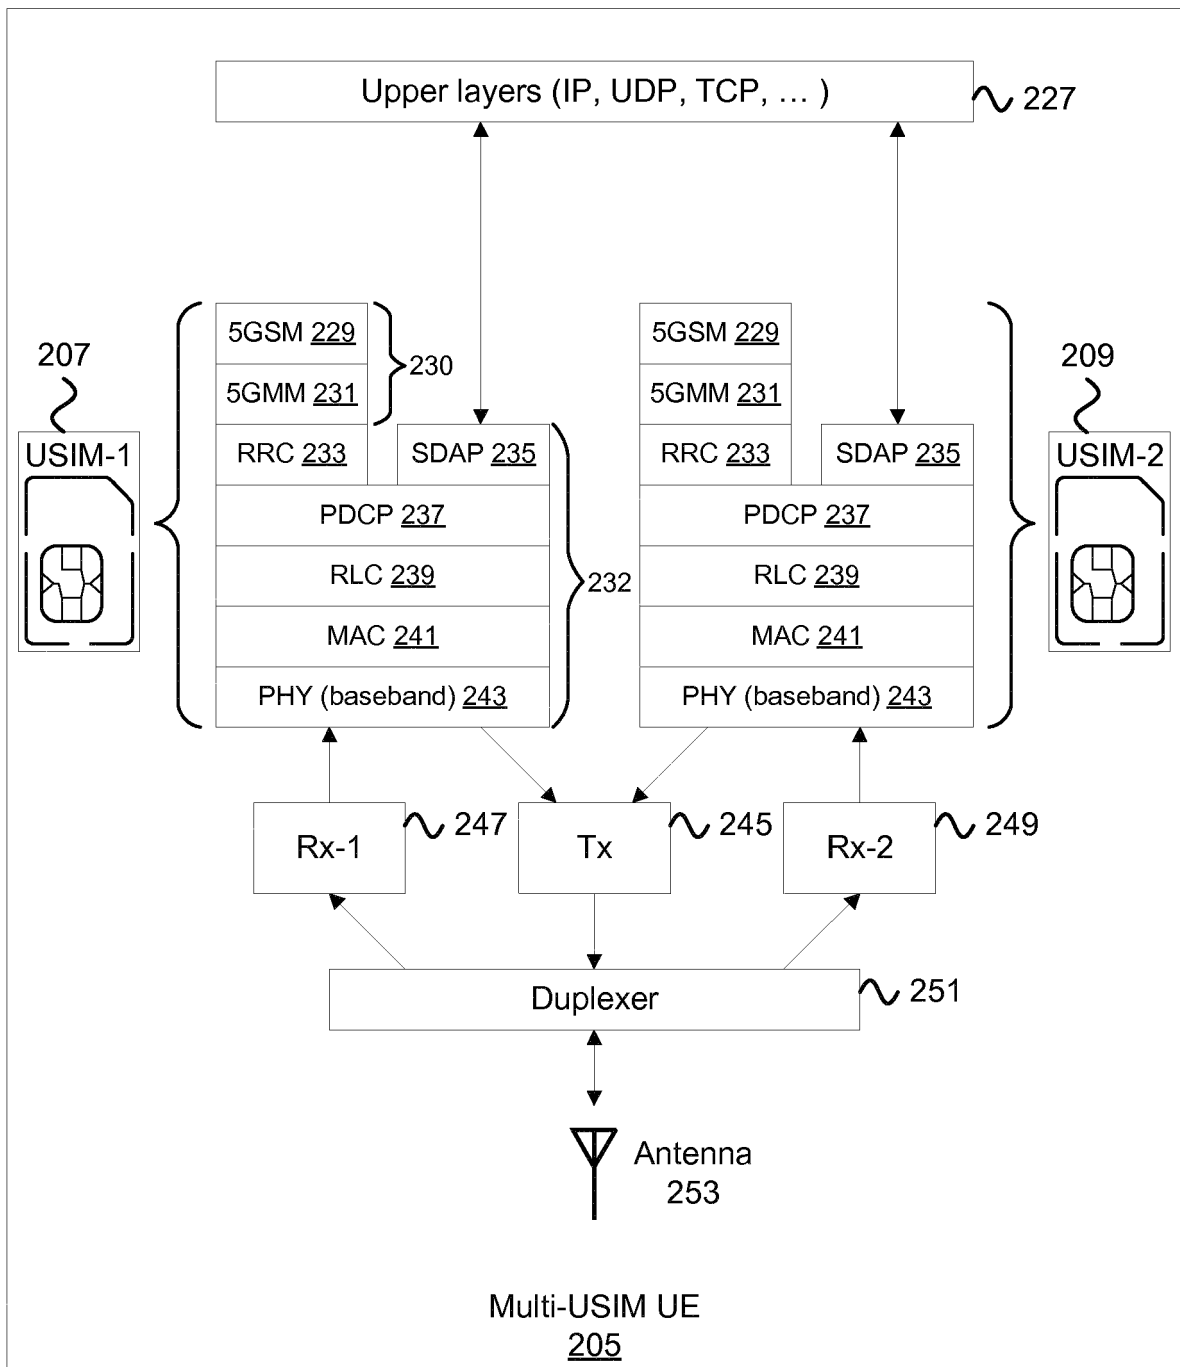 Upper layers (IP, UDP, TCP, … )
227
5GSM 229
5GSM 229
230
207
209
5GMM 231
5GMM 231
USIM-1
RRC 233
SDAP 235
RRC 233
SDAP 235
USIM-2
PDCP 237
PDCP 237
RLC 239
232
RLC 239
MAC 241
MAC 241
PHY (baseband) 243
PHY (baseband) 243
Rx-1
247
Tx
245
Rx-2
249
Duplexer
251
Antenna
253
Multi-USIM UE
205